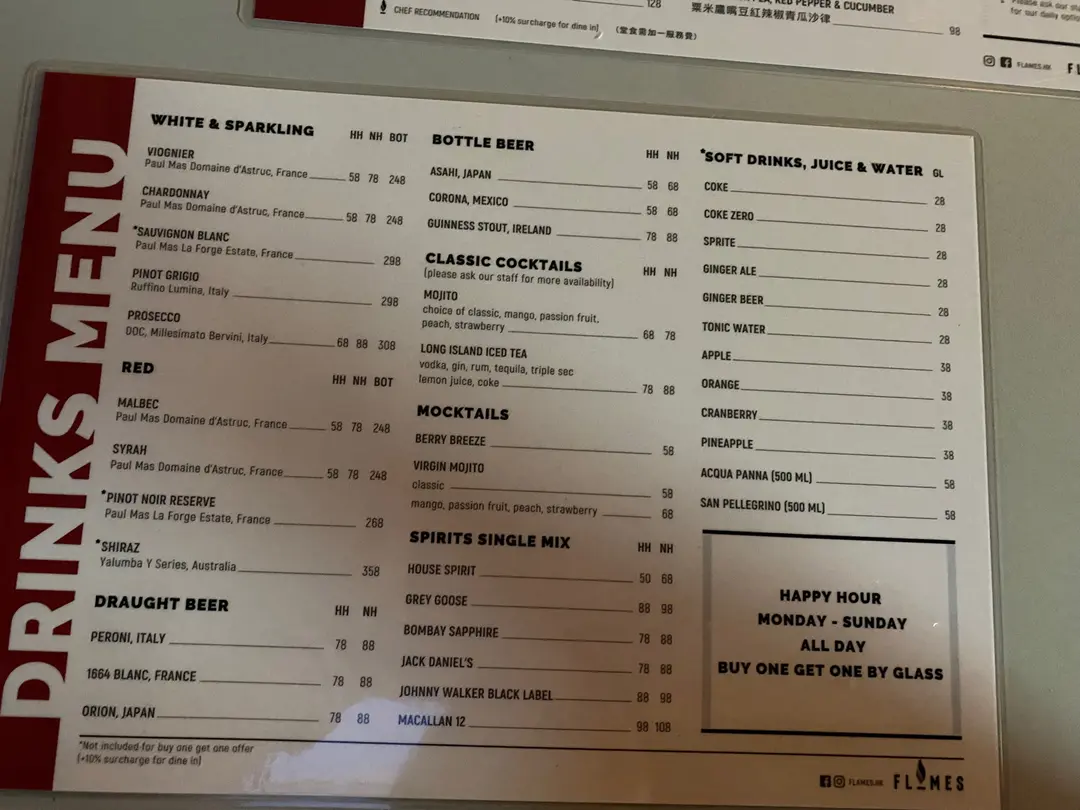 128
CHEF RECOMMENDATION (+10% surcharge for dine in) (堂食需加一服務費)
RED PEPPER & CUCUMBER
粟米鷹嘴豆紅辣椒青瓜沙律 98
for our daily
FLAMES.HK
DRINKS MENU
WHITE & SPARKLING HH NH BOT
VIOGNIER
Paul Mas Domaine d'Astruc, France 58 78 248
CHARDONNAY
Paul Mas Domaine d'Astruc, France 58 78 248
*SAUVIGNON BLANC
Paul Mas La Forge Estate, France 298
PINOT GRIGIO
Ruffino Lumina, Italy 298
PROSECCO
DOC, Millesimato Bervini, Italy 68 88 308
RED HH NH BOT
MALBEC
Paul Mas Domaine d'Astruc, France 58 78 248
SYRAH
Paul Mas Domaine d'Astruc, France 58 78 248
*PINOT NOIR RESERVE
Paul Mas La Forge Estate, France 268
*SHIRAZ
Yalumba Y Series, Australia 358
DRAUGHT BEER HH NH
PERONI, ITALY 78 88
1664 BLANC, FRANCE 78 88
ORION, JAPAN 78 88
*Not included for buy one get one offer
(+10% surcharge for dine in)
BOTTLE BEER HH NH
ASAHI, JAPAN 58 68
CORONA, MEXICO 58 68
GUINNESS STOUT, IRELAND 78 88
CLASSIC COCKTAILS HH NH
(please ask our staff for more availability)
MOJITO
choice of classic, mango, passion fruit,
peach, strawberry 68 78
LONG ISLAND ICED TEA
vodka, gin, rum, tequila, triple sec
lemon juice, coke 78 88
MOCKTAILS
BERRY BREEZE 58
VIRGIN MOJITO
classic 58
mango, passion fruit, peach, strawberry 68
SPIRITS SINGLE MIX HH NH
HOUSE SPIRIT 50 68
GREY GOOSE 88 98
BOMBAY SAPPHIRE 78 88
JACK DANIEL'S 78 88
JOHNNY WALKER BLACK LABEL 88 98
MACALLAN 12 98 108
*SOFT DRINKS, JUICE & WATER GL
COKE 28
COKE ZERO 28
SPRITE 28
GINGER ALE 28
GINGER BEER 28
TONIC WATER 28
APPLE 38
ORANGE 38
CRANBERRY 38
PINEAPPLE 38
ACQUA PANNA (500 ML) 58
SAN PELLEGRINO (500 ML) 58
HAPPY HOUR
MONDAY - SUNDAY
ALL DAY
BUY ONE GET ONE BY GLASS
FLAMES.HK FLAMES